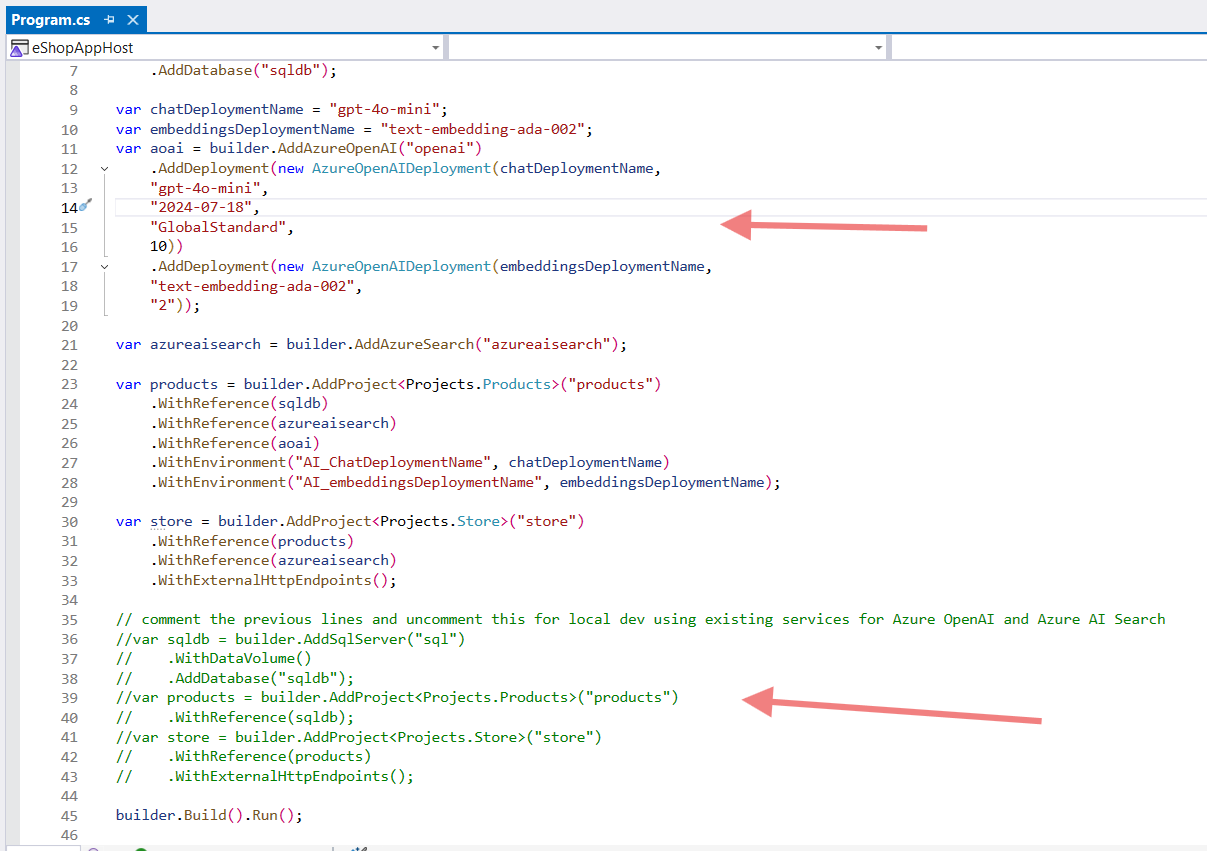 Program.cs
eShopAppHost
7 .AddDatabase("sqldb");
8
9 var chatDeploymentName = "gpt-4o-mini";
10 var embeddingsDeploymentName = "text-embedding-ada-002";
11 var aoai = builder.AddAzureOpenAI("openai")
12 .AddDeployment(new AzureOpenAIDeployment(chatDeploymentName,
13 "gpt-4o-mini",
14 "2024-07-18",
15 "GlobalStandard",
16 10))
17 .AddDeployment(new AzureOpenAIDeployment(embeddingsDeploymentName,
18 "text-embedding-ada-002",
19 "2"));
20
21 var azureaisearch = builder.AddAzureSearch("azureaisearch");
22
23 var products = builder.AddProject<Projects.Products>("products")
24 .WithReference(sqldb)
25 .WithReference(azureaisearch)
26 .WithReference(aoai)
27 .WithEnvironment("AI_ChatDeploymentName", chatDeploymentName)
28 .WithEnvironment("AI_embeddingsDeploymentName", embeddingsDeploymentName);
29
30 var store = builder.AddProject<Projects.Store>("store")
31 .WithReference(products)
32 .WithReference(azureaisearch)
33 .WithExternalHttpEndpoints();
34
35 // comment the previous lines and uncomment this for local dev using existing services for Azure OpenAI and Azure AI Search
36 //var sqldb = builder.AddSqlServer("sql")
37 // .WithDataVolume()
38 // .AddDatabase("sqldb");
39 //var products = builder.AddProject<Projects.Products>("products")
40 // .WithReference(sqldb);
41 //var store = builder.AddProject<Projects.Store>("store")
42 // .WithReference(products)
43 // .WithExternalHttpEndpoints();
44
45 builder.Build().Run();
46